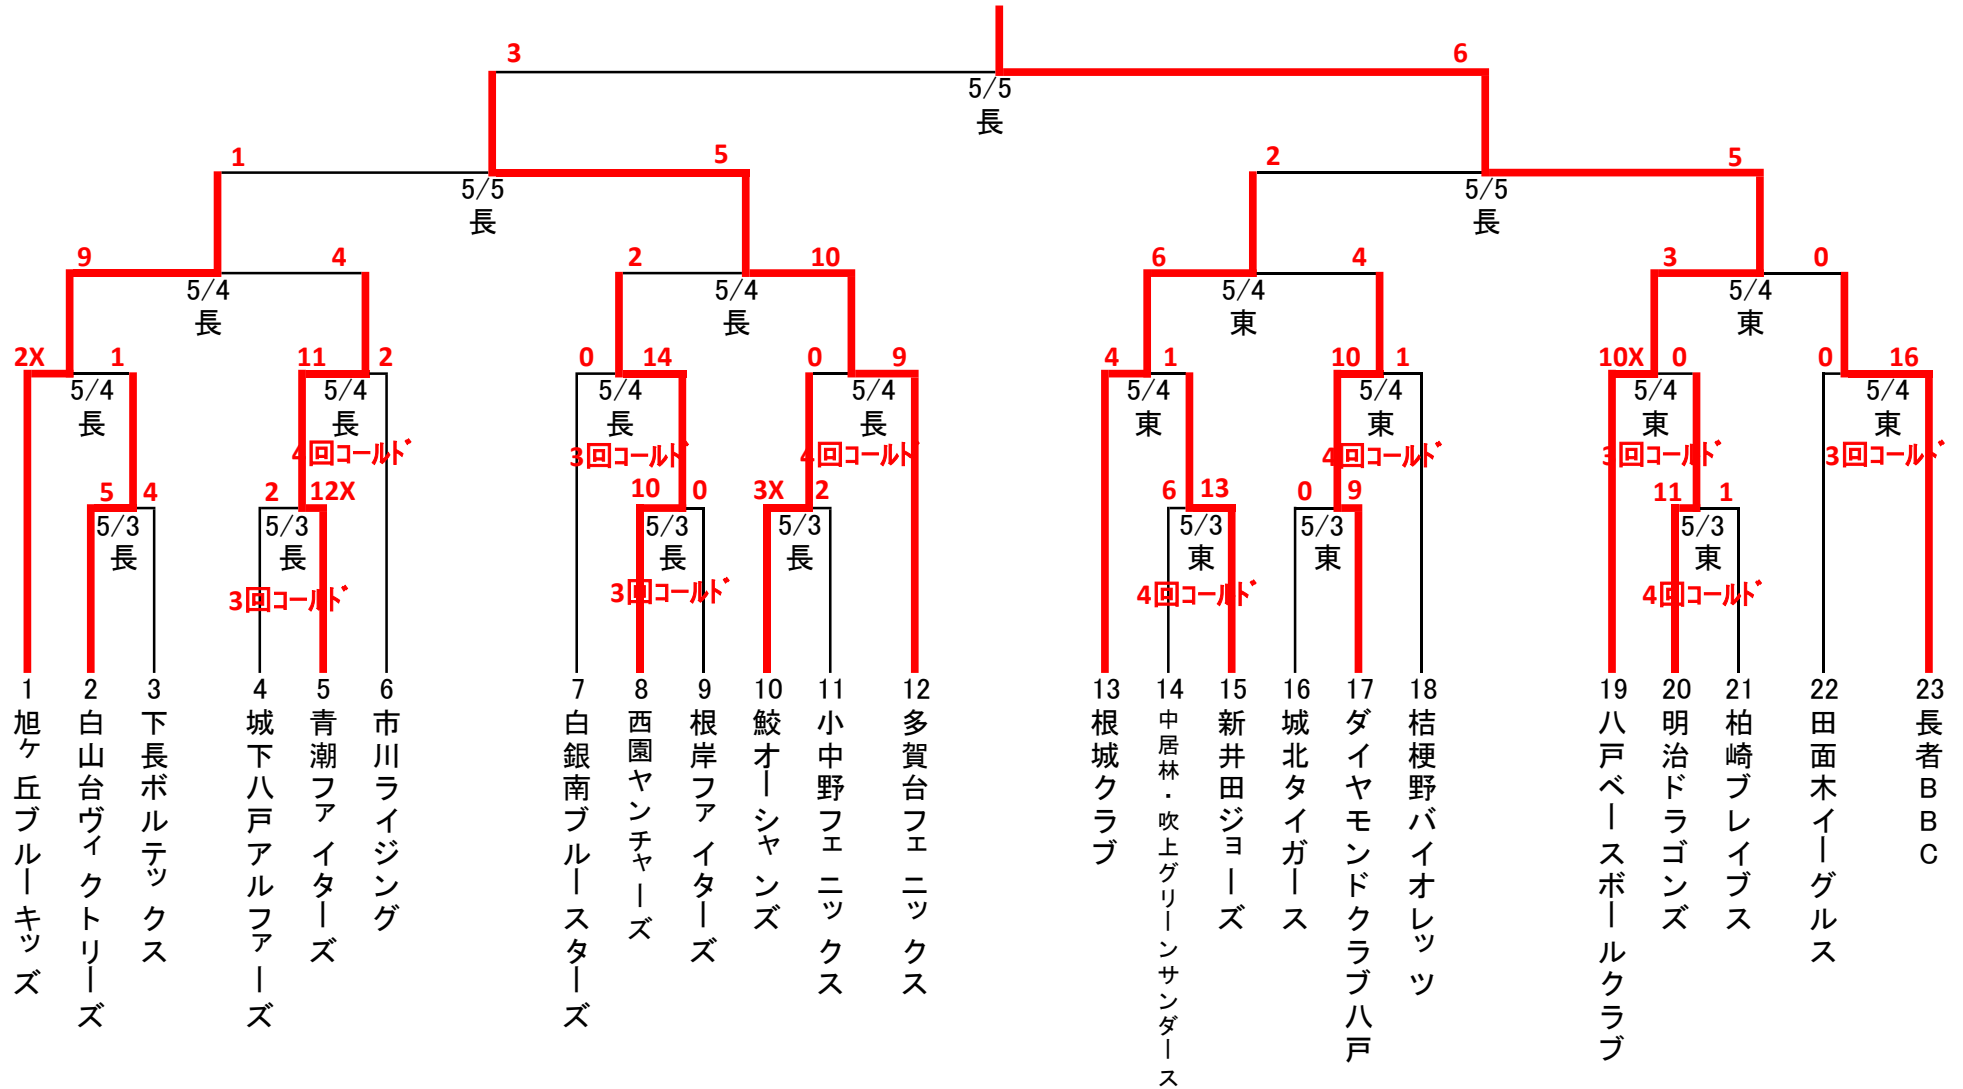 3
6
5/5
長
1
5
2
5
5/5
長
5/5
長
9
4
2
10
6
4
3
0
5/4
長
5/4
長
5/4
東
5/4
東
2X
1
11
2
0
14
0
9
4
1
10
1
10X
0
0
16
5/4
長
5/4
長
5/4
長
5/4
長
5/4
東
5/4
東
5/4
東
5/4
東
4回コールド
3回コールド
4回コールド
4回コールド
3回コールド
3回コールド
5
4
2
12X
10
0
3X
2
6
13
0
9
11
1
5/3
長
5/3
長
5/3
長
5/3
長
5/3
東
5/3
東
5/3
東
3回コールド
3回コールド
4回コールド
4回コールド
1
旭ヶ丘ブルーキッズ
2
白山台ヴィクトリーズ
3
下長ボルテックス
4
城下八戸アルファーズ
5
青潮ファイターズ
6
市川ライジング
7
白銀南ブルースターズ
8
西園ヤンチャーズ
9
根岸ファイターズ
10
鮫オーシャンズ
11
小中野フェニックス
12
多賀台フェニックス
13
根城クラブ
14
中居林・吹上グリーンサンダース
15
新井田ジョーズ
16
城北タイガース
17
ダイヤモンドクラブ八戸
18
桔梗野バイオレッツ
19
八戸ベースボールクラブ
20
明治ドラゴンズ
21
柏崎ブレイブス
22
田面木イーグルス
23
長者ＢＢＣ